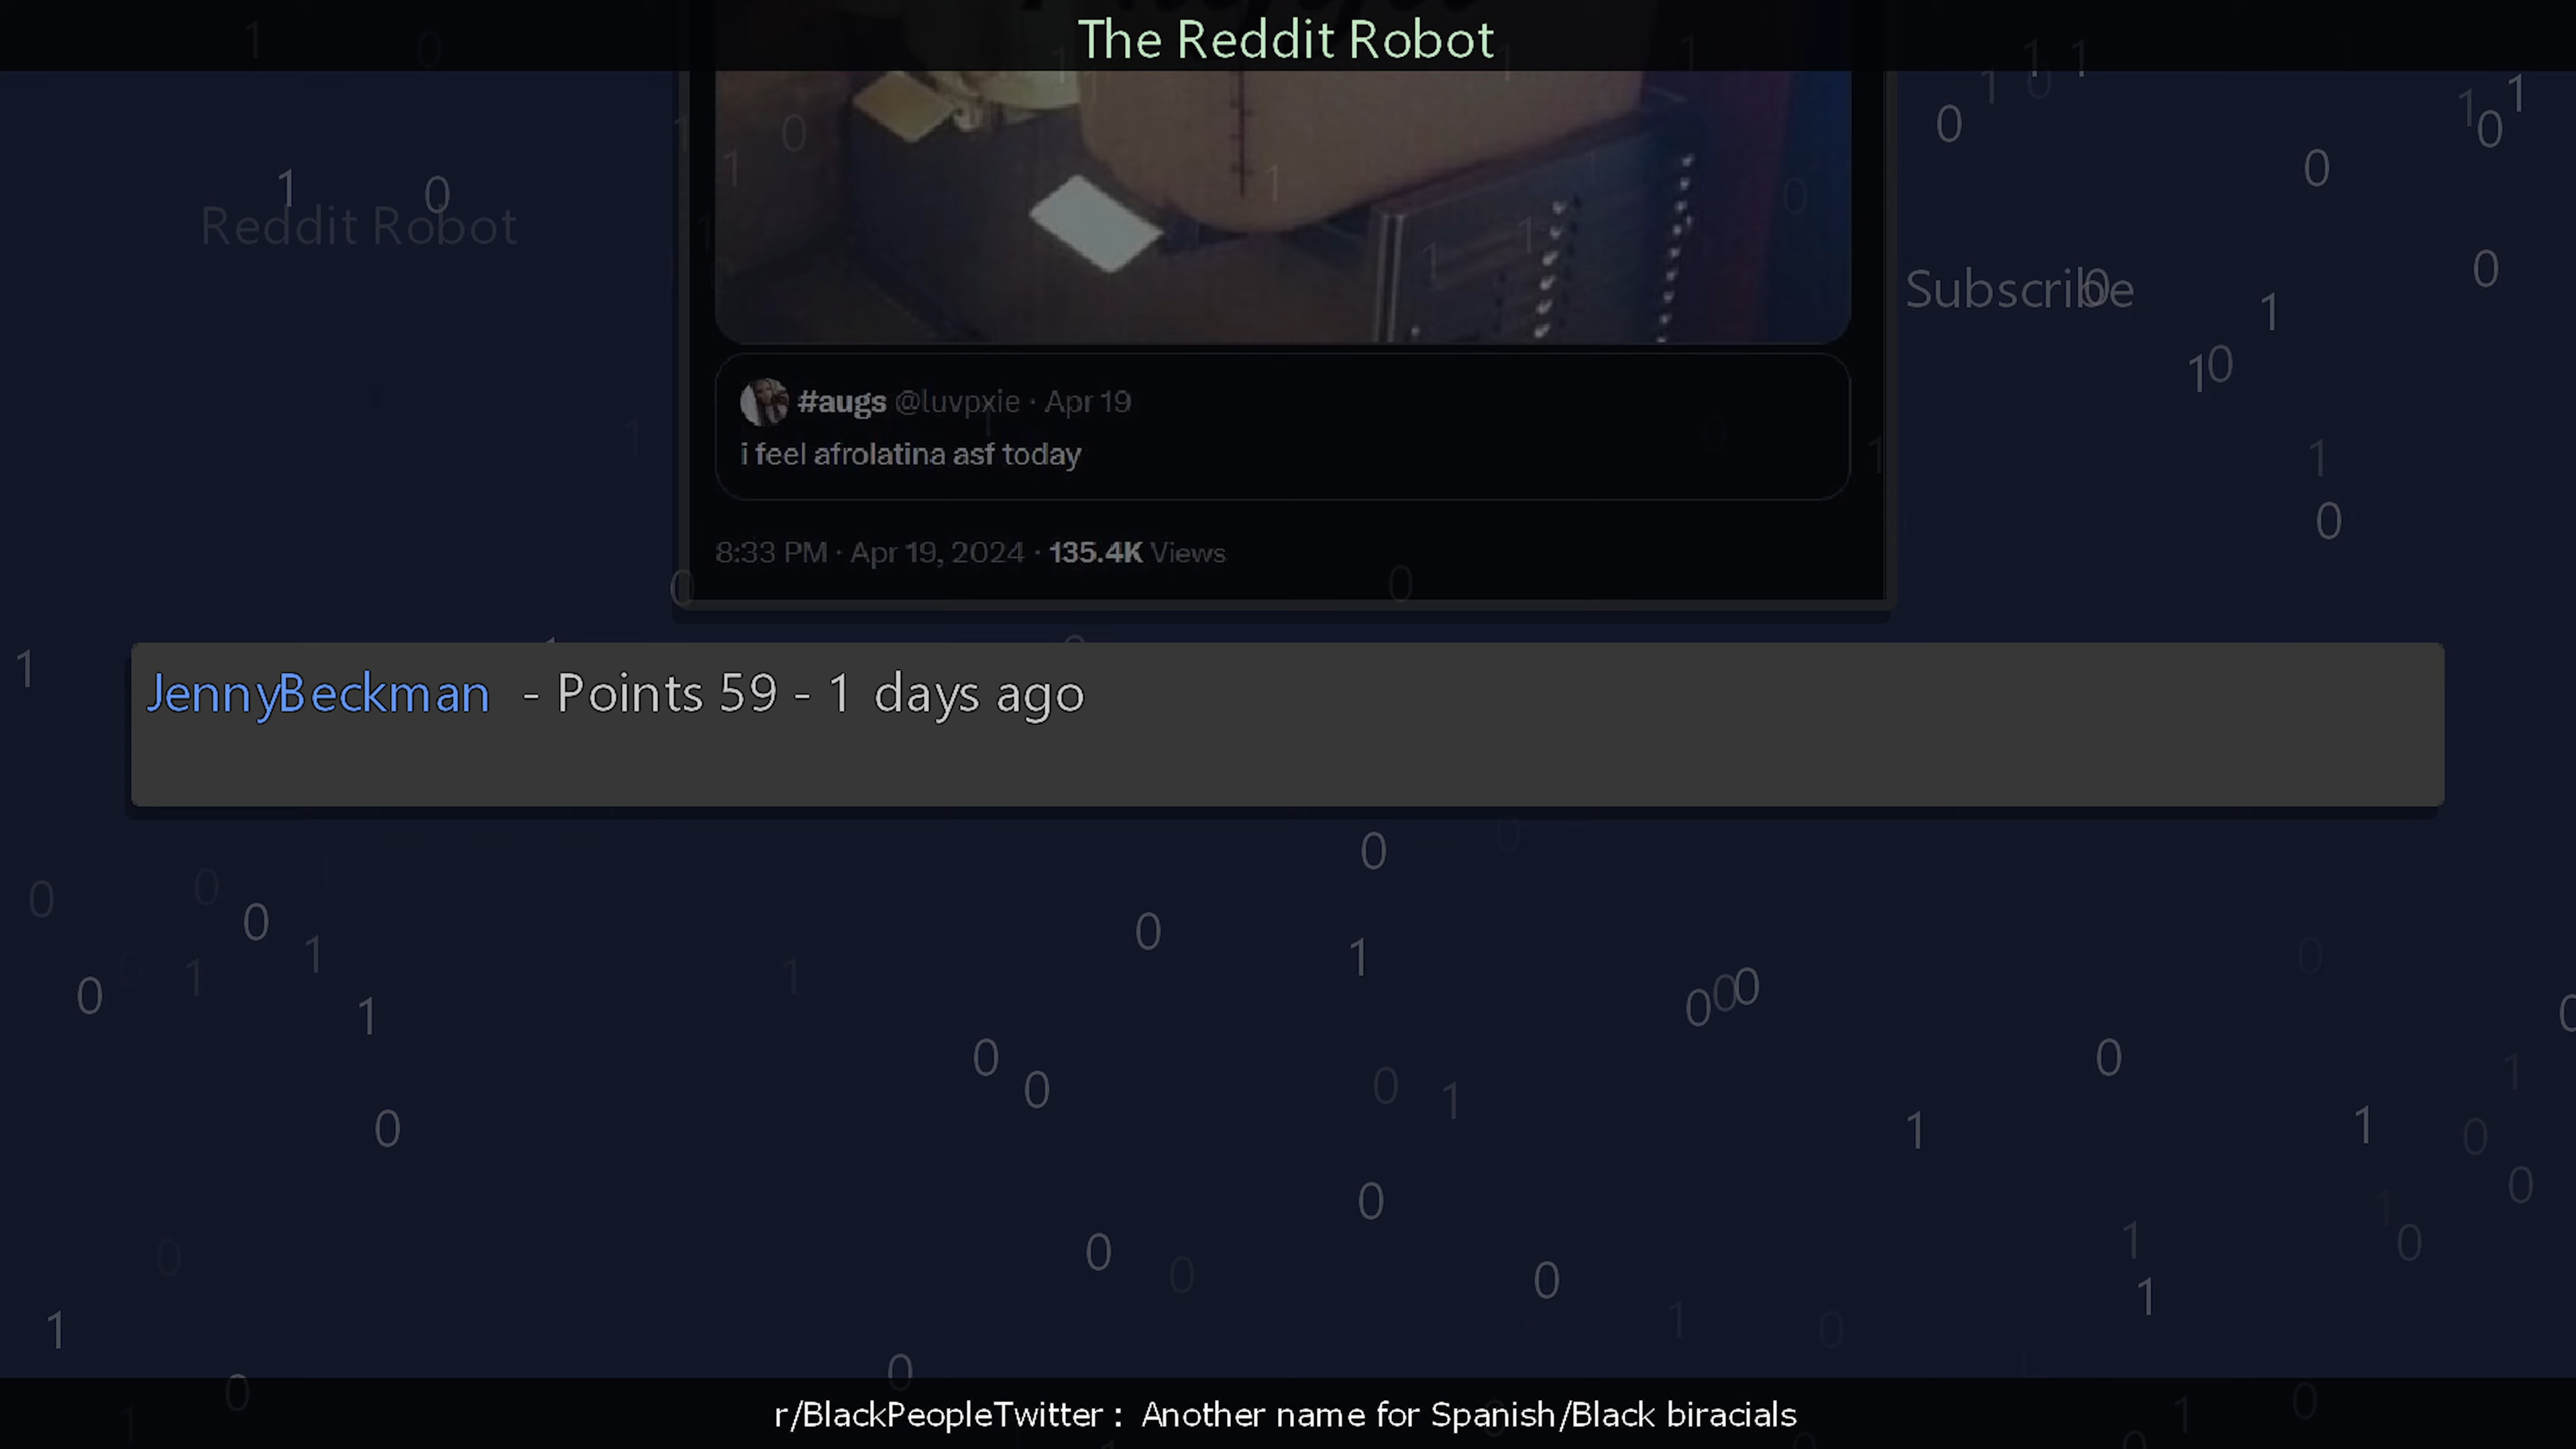 The Reddit Robot
Reddit Robot
Subscribe
#augs @luvpxie · Apr 19
i feel afrolatina asf today
8:33 PM · Apr 19, 2024 · 135.4K Views
JennyBeckman - Points 59 - 1 days ago
r/BlackPeopleTwitter : Another name for Spanish/Black biracials